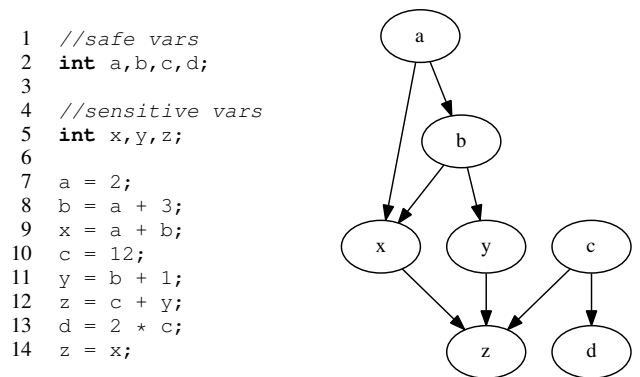 1 //safe vars
2 int a,b,c,d;
3
4 //sensitive vars
5 int x,y,z;
6
7 a = 2;
8 b = a + 3;
9 x = a + b;
10 c = 12;
11 y = b + 1;
12 z = c + y;
13 d = 2 * c;
14 z = x;
a
b
x y c
z d